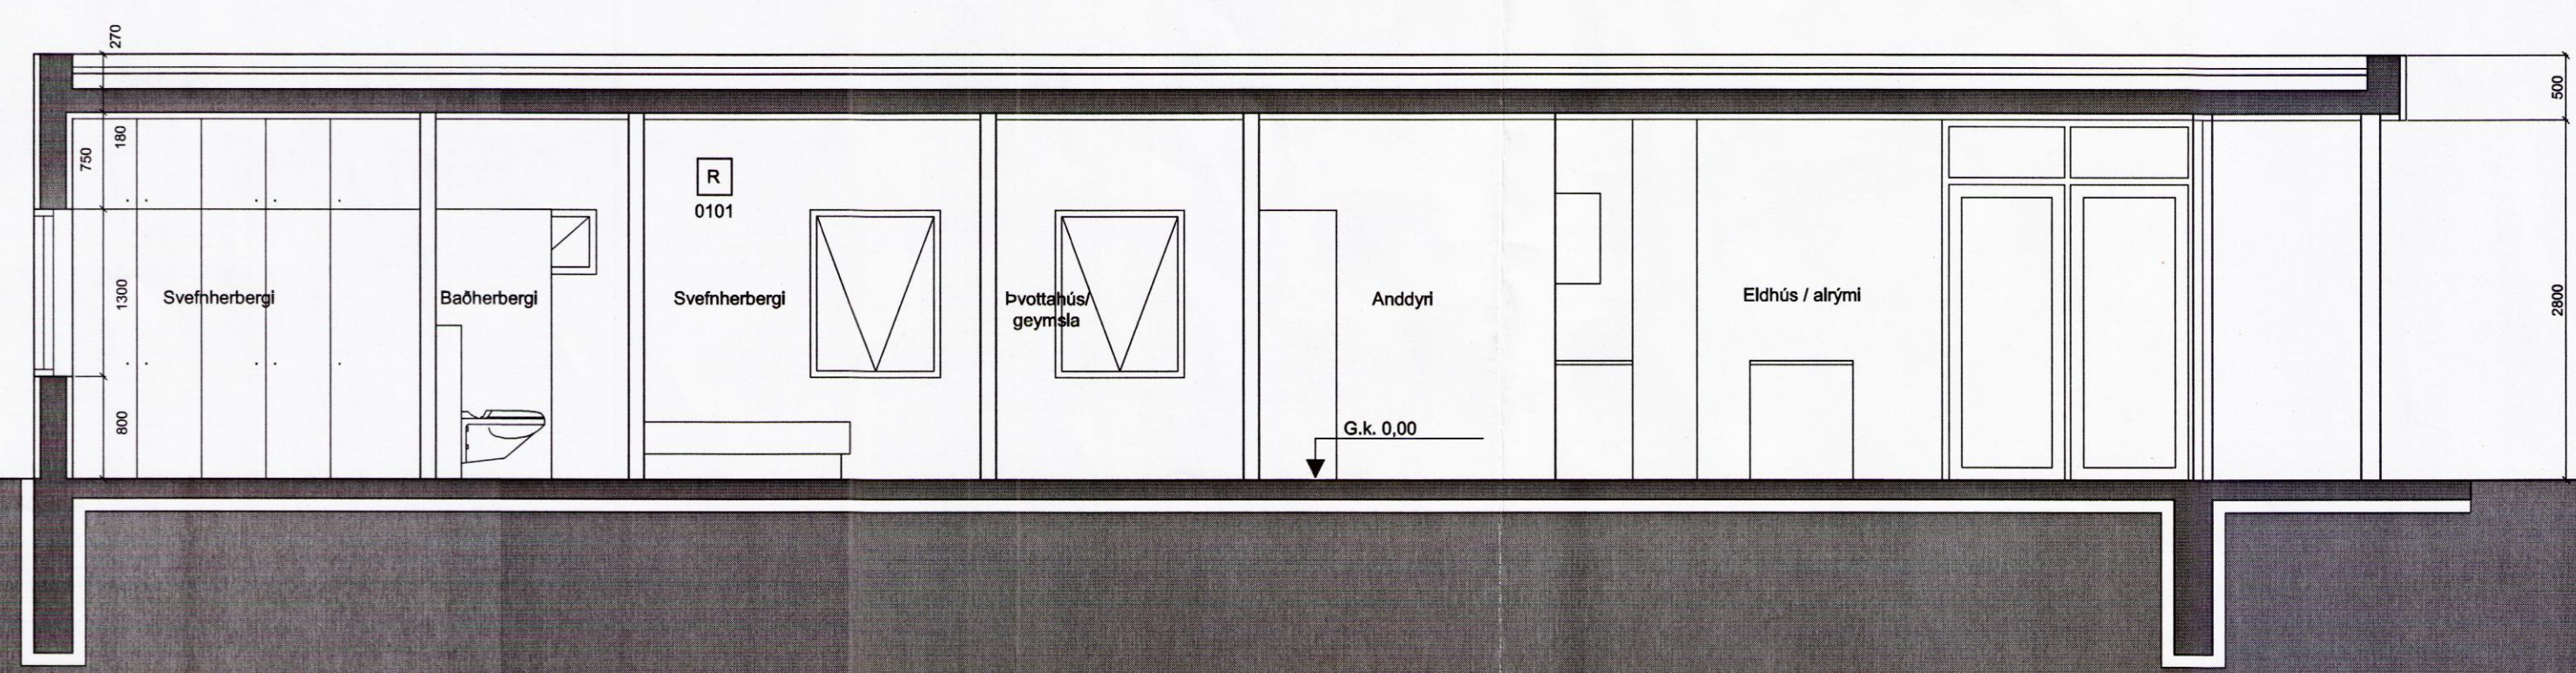 270
500
180
750
R
0101
1300
800
Svefnherbergi
Baðherbergi
Svefnherbergi
Þvottahús/
geymsla
Anddyri
Eldhús / alrými
2800
G.k. 0,00